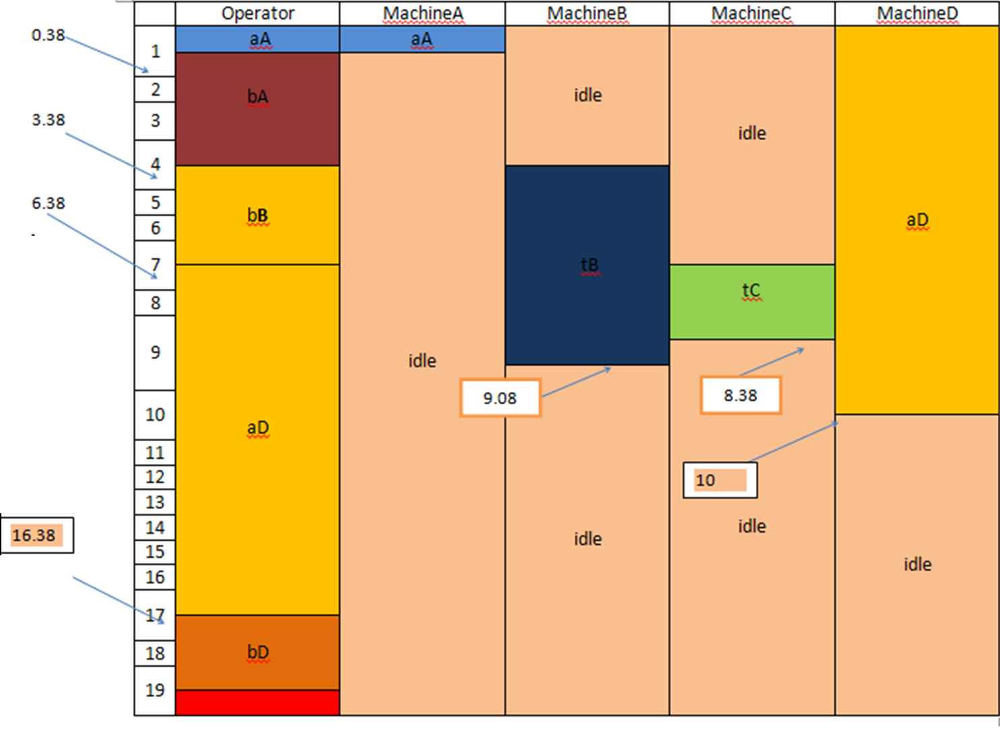 Operator MachineA MachineB MachineC MachineD
0.38
aA aA
1
2
bA
idle
3.38
3
idle
4
6.38
5
bB
aD
6
-
7
tB
tC
8
9
idle
9.08
8.38
10
aD
11
12
10
13
14
idle
16.38
15
idle
idle
16
17
18
bD
19